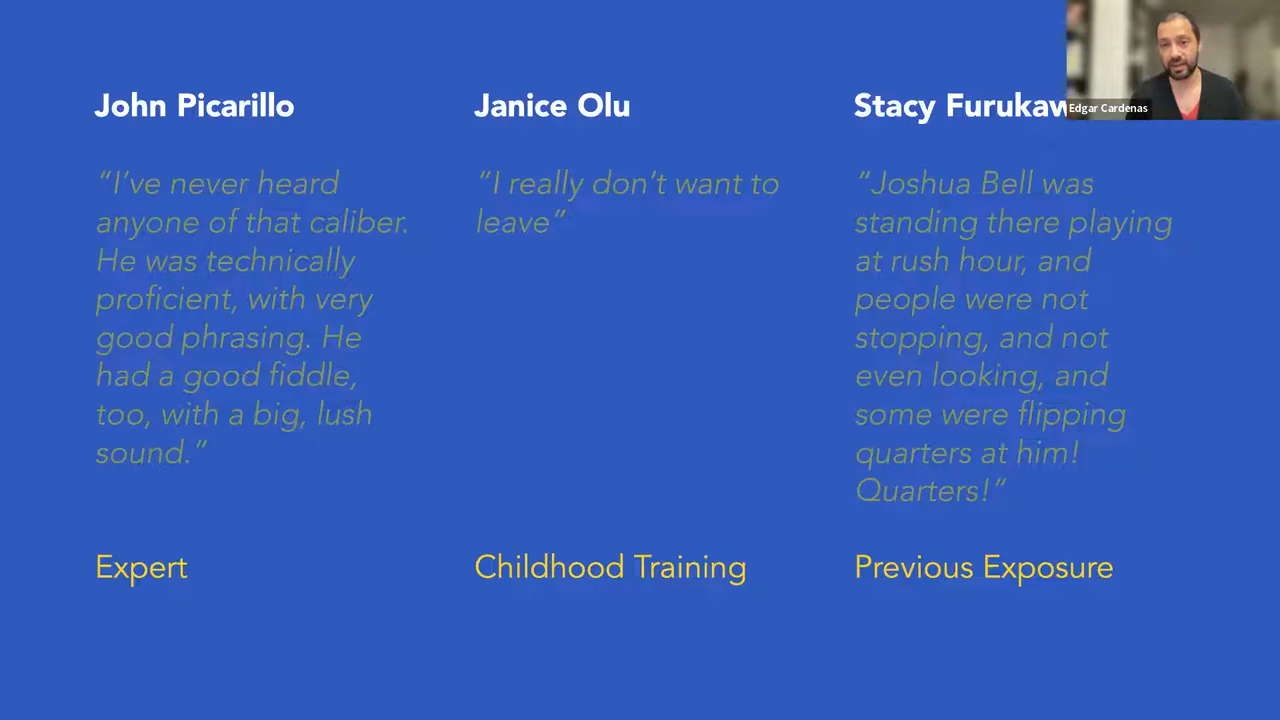 John Picarillo
“I’ve never heard
anyone of that caliber.
He was technically
proficient, with very
good phrasing. He
had a good fiddle,
too, with a big, lush
sound.”
Expert
Janice Olu
“I really don’t want to
leave”
Childhood Training
Stacy Furukaw
“Joshua Bell was
standing there playing
at rush hour, and
people were not
stopping, and not
even looking, and
some were flipping
quarters at him!
Quarters!”
Previous Exposure
Edgar Cardenas